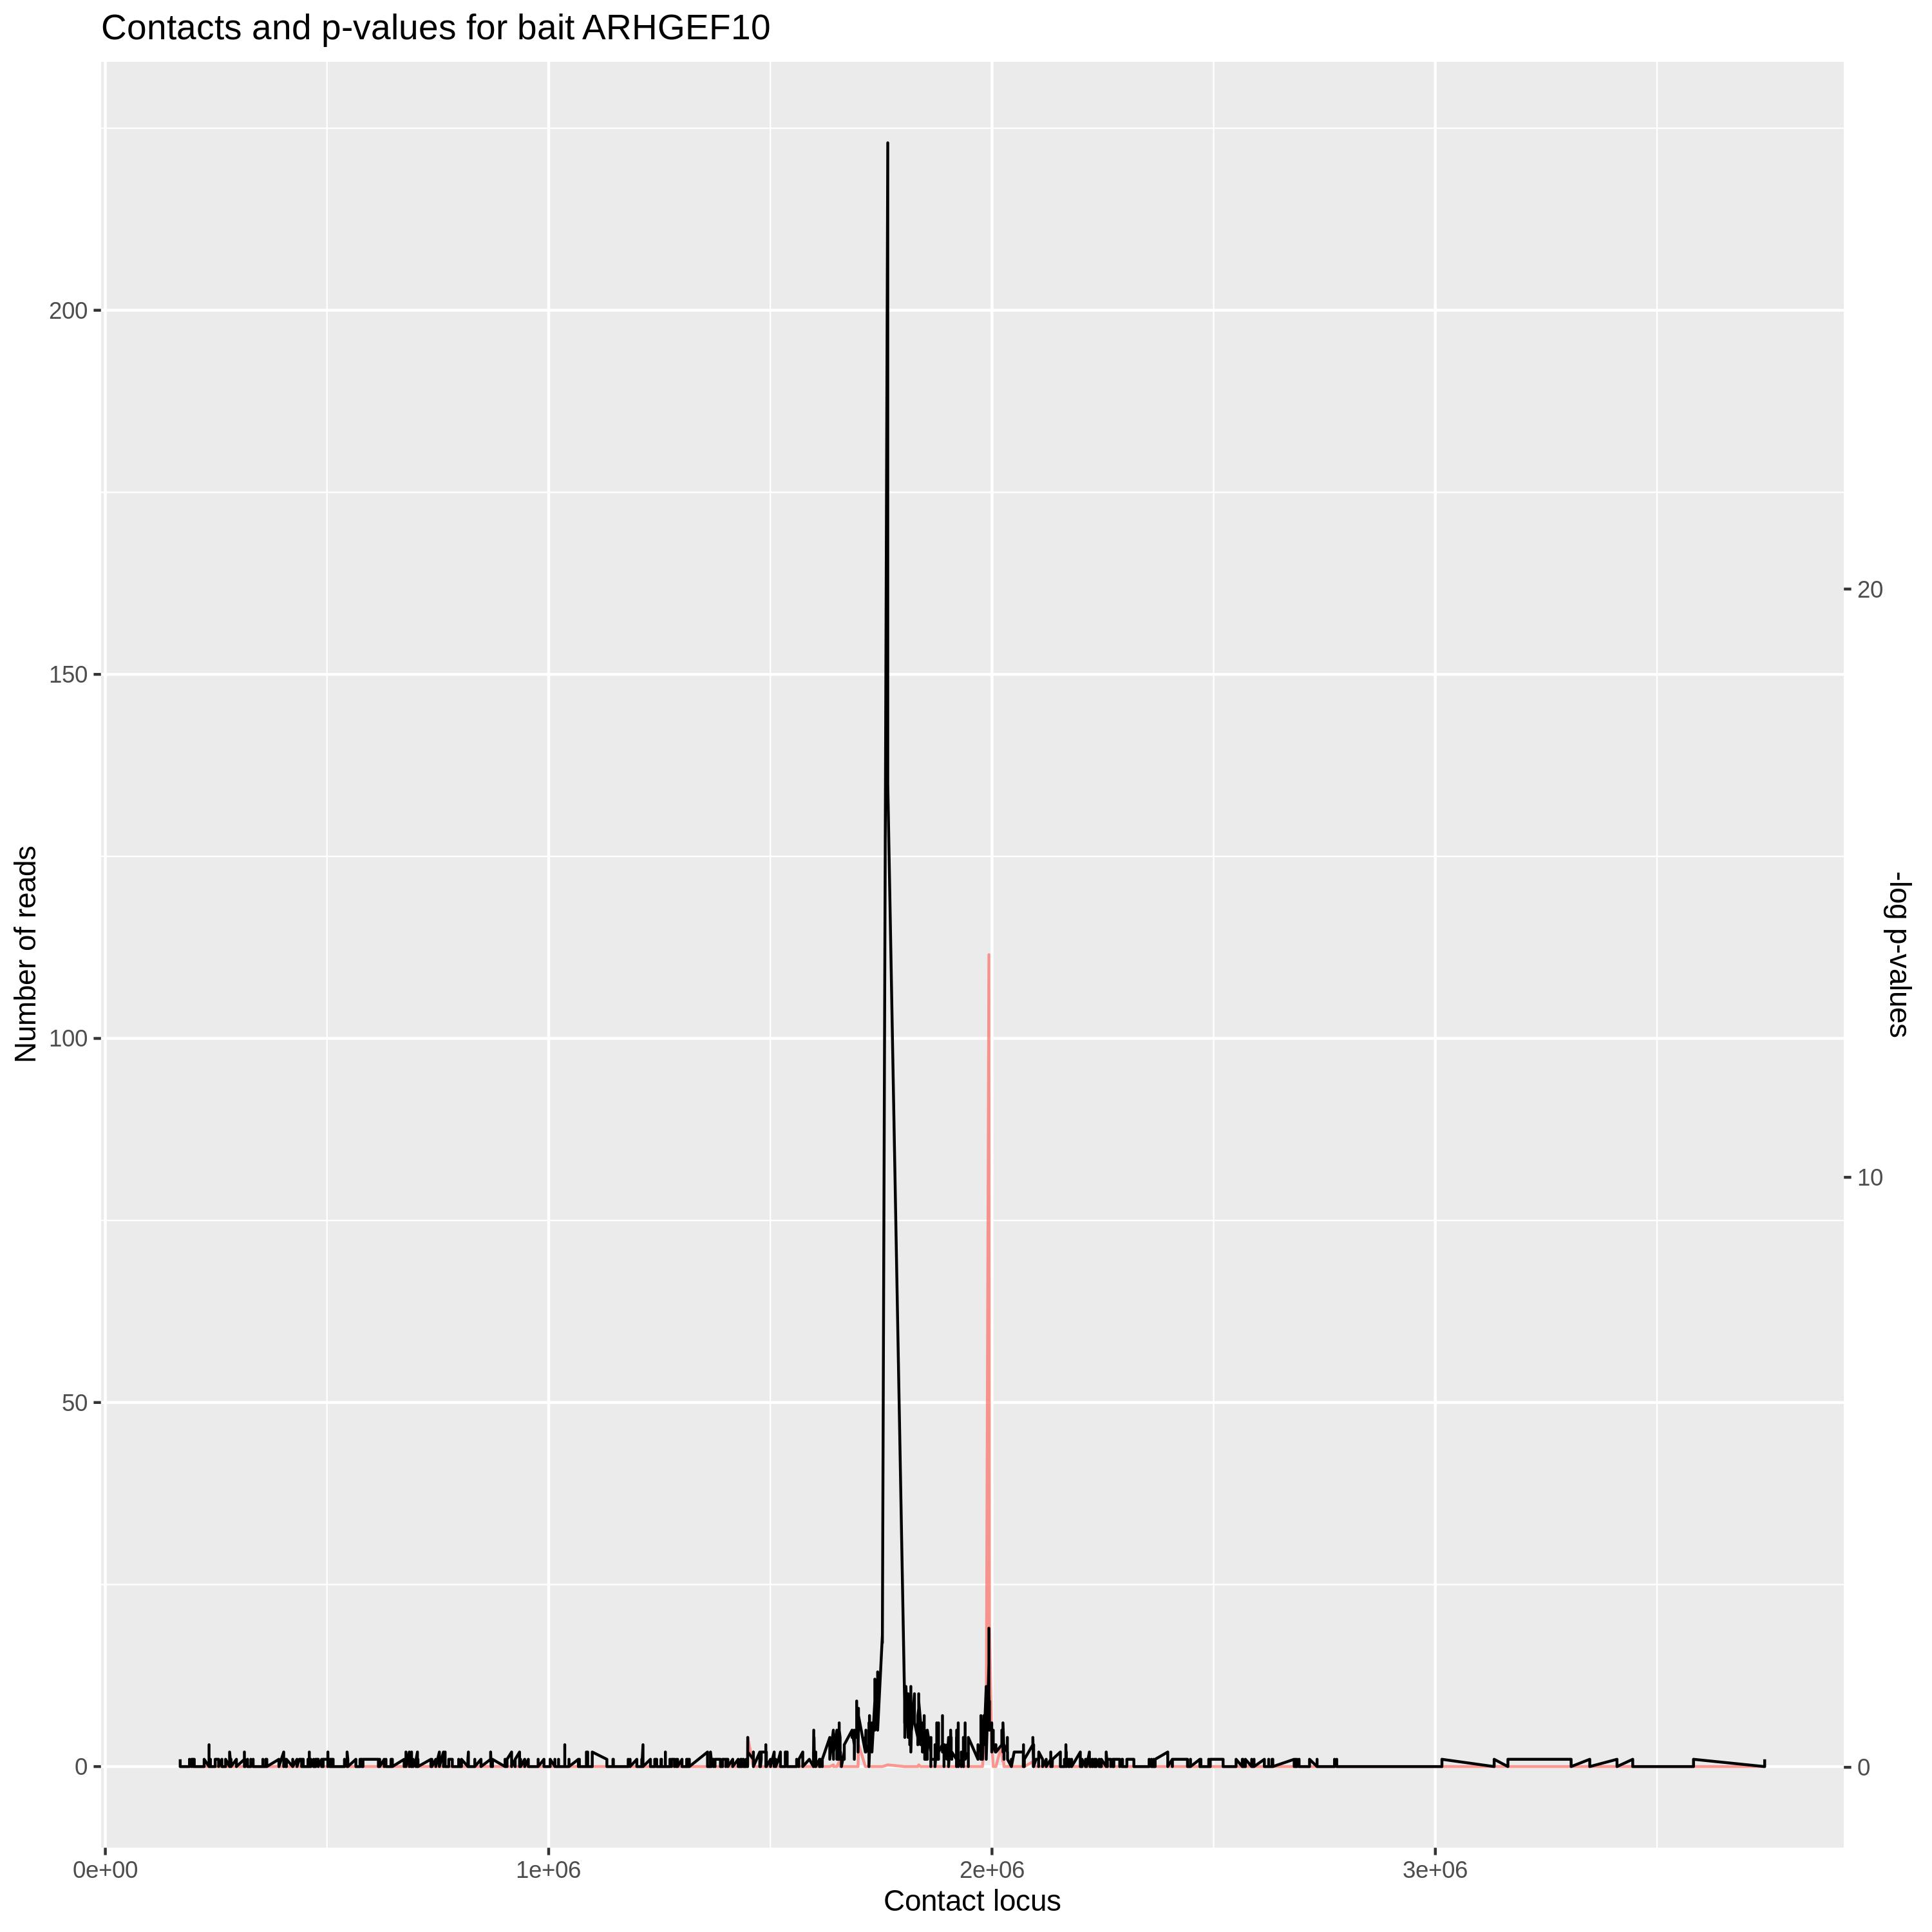 Contacts and p-values for bait ARHGEF10
200
150
100
50
0
Number of reads
20
10
0
-log p-values
0e+00 1e+06 2e+06 3e+06
Contact locus